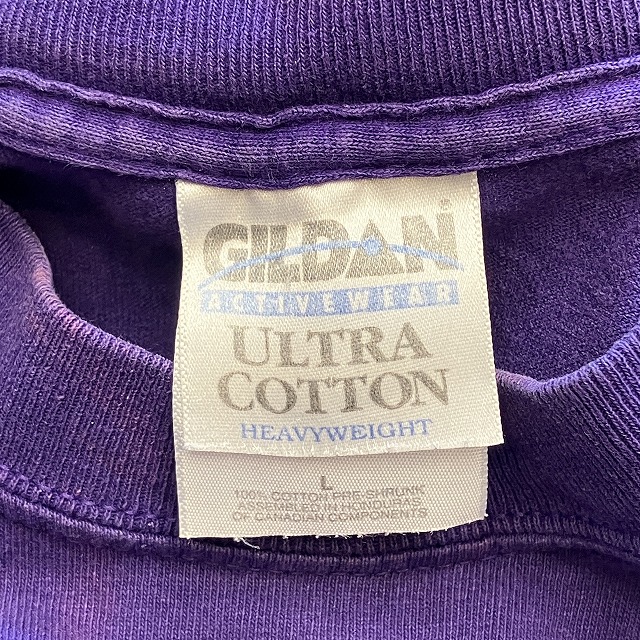 GILDAN
ACTIVEWEAR
ULTRA
COTTON
HEAVYWEIGHT
L
100% COTTON PRE-SHRUNK
ASSEMBLED IN HONDURAS
OF CANADIAN COMPONENTS